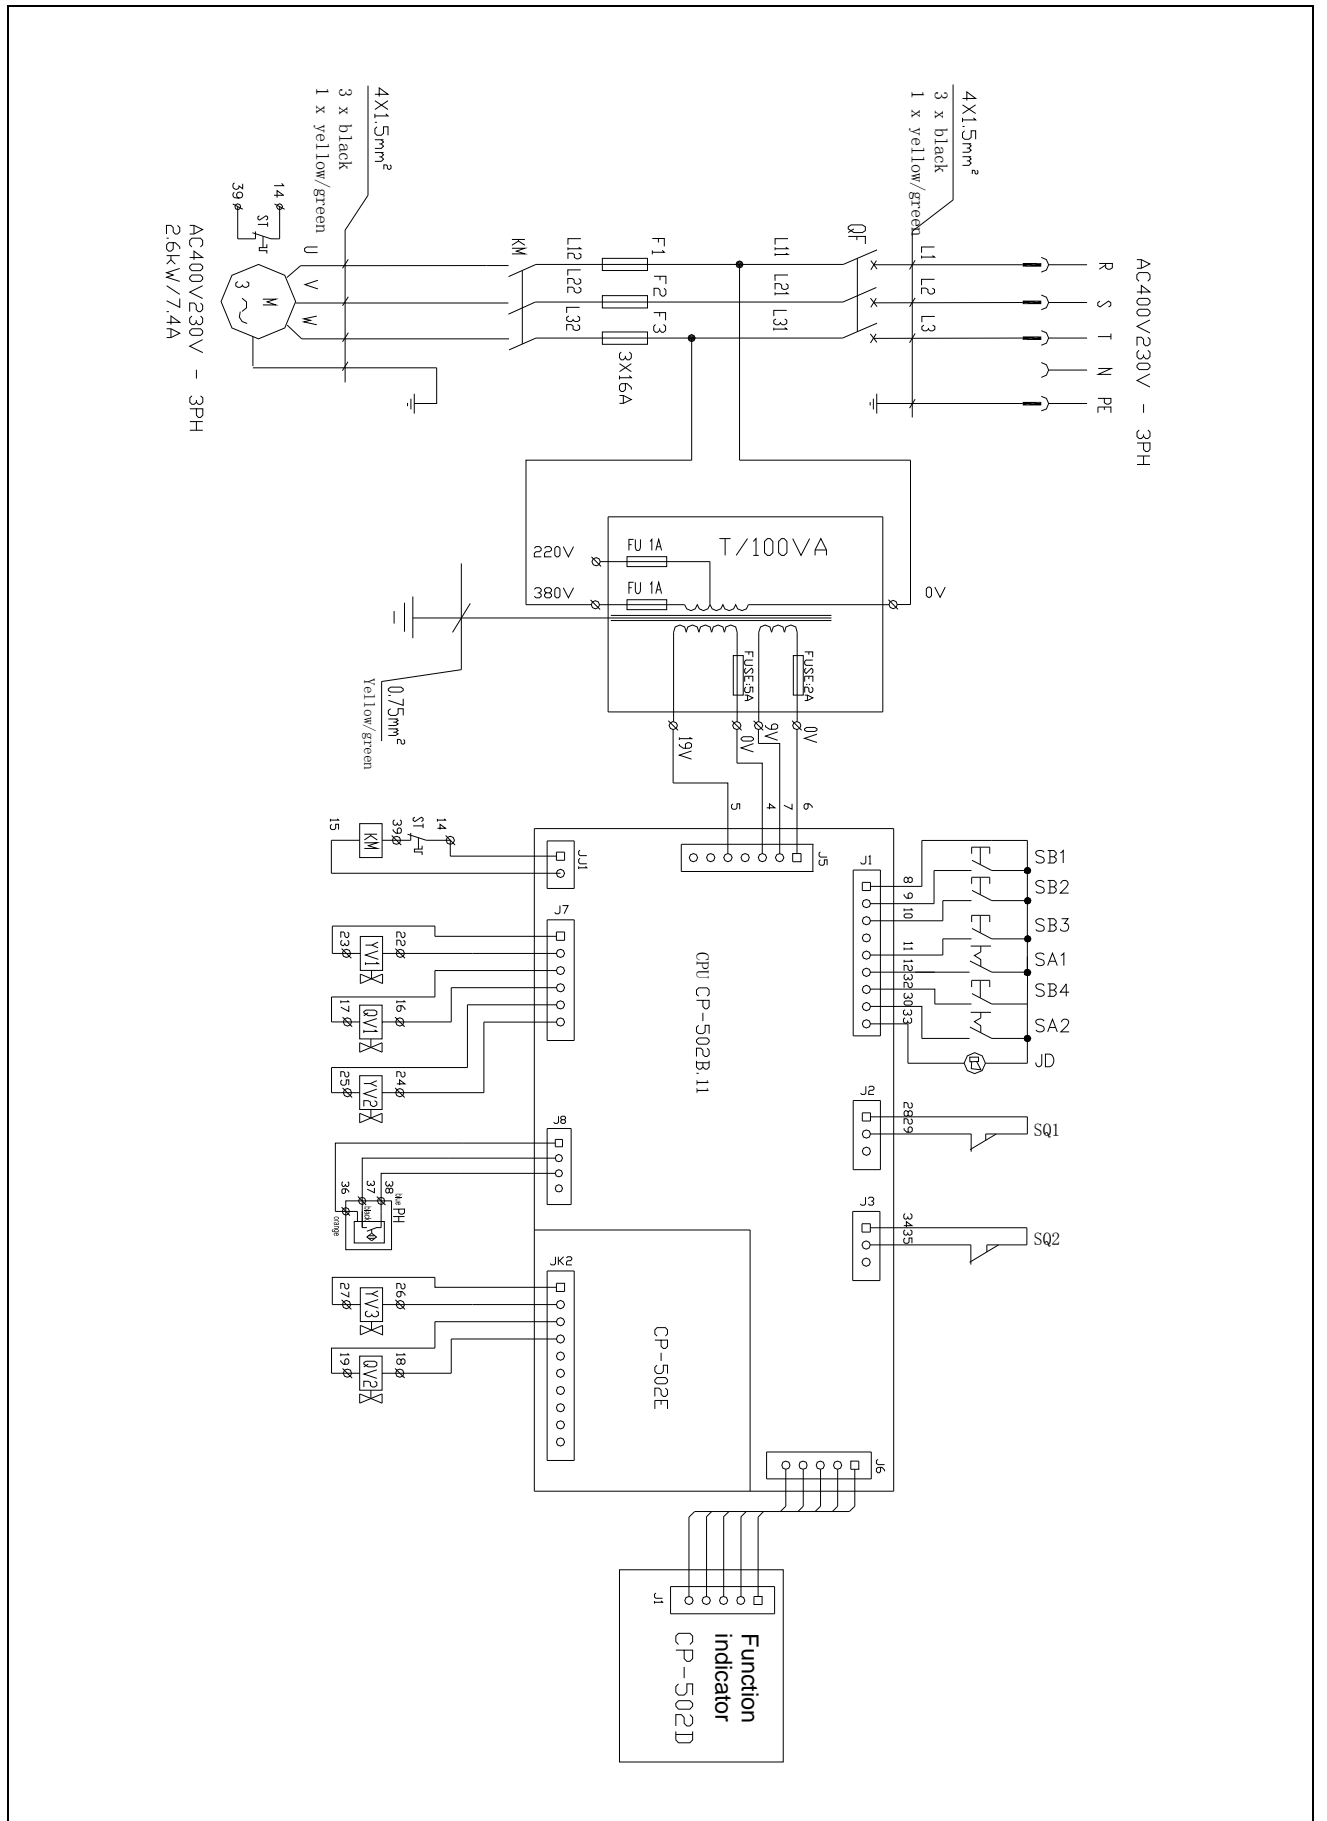 AC400V230V - 3PH
R
S
T
N
PE
L1
L2
L3
4X1.5mm²
3 x black
1 x yellow/green
QF
L11
L21
L31
F1
F2
F3
3X16A
L12
L22
L32
KM
4X1.5mm²
3 x black
1 x yellow/green
U
V
W
14
39
ST
M
3
AC400V230V - 3PH
2.6kW/7.4A
T/100VA
FU 1A
FU 1A
220V
380V
0V
FUSE:5A
FUSE:2A
19V
0V
9V
0V
0.75mm²
Yellow/green
5
4
7
6
J5
CPU CP-502B.11
J1
8
9
10
11
12
32
30
33
SB1
SB2
SB3
SA1
SB4
SA2
JD
J2
28
29
SQ1
J3
34
35
SQ2
JJ1
15
KM
39
ST
14
J7
23
YV1
22
17
QV1
16
25
YV2
24
J8
36
37
38
blue
black
orange
PH
JK2
27
YV3
26
19
QV2
18
CP-502E
J6
J1
Function
indicator
CP-502D